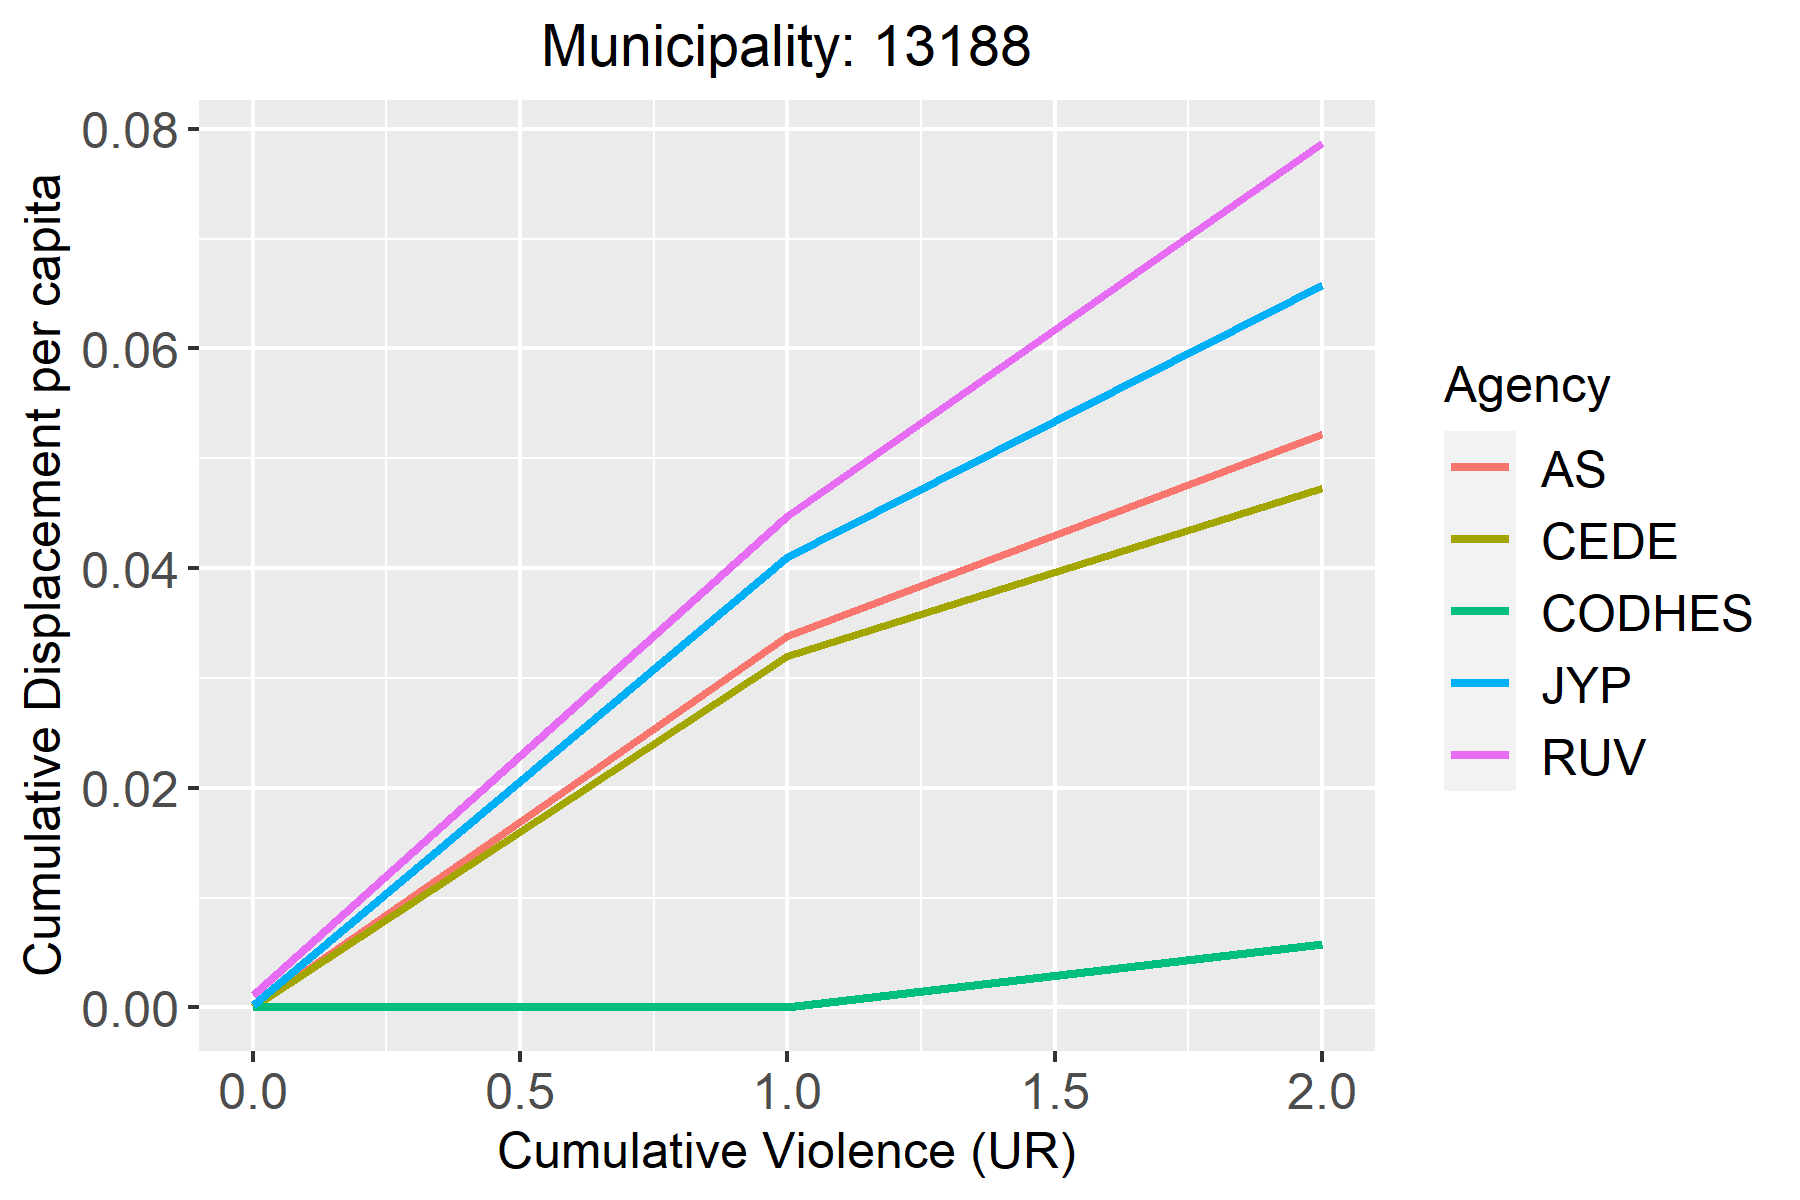 Municipality: 13188
Cumulative Displacement per capita
0.08
0.06
0.04
0.02
0.00
0.0 0.5 1.0 1.5 2.0
Cumulative Violence (UR)
Agency
AS
CEDE
CODHES
JYP
RUV